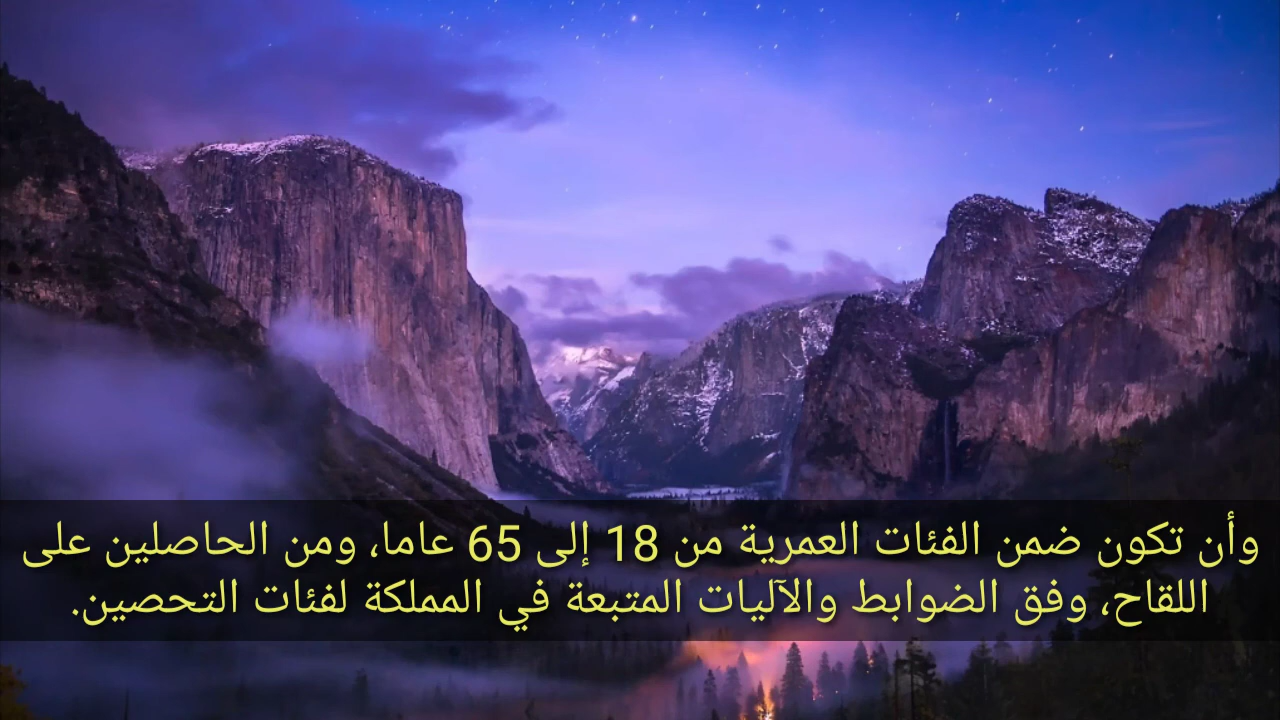 وأن تكون ضمن الفئات العمرية من 18 إلى 65 عاما، ومن الحاصلين على
اللقاح، وفق الضوابط والآليات المتبعة في المملكة لفئات التحصين.